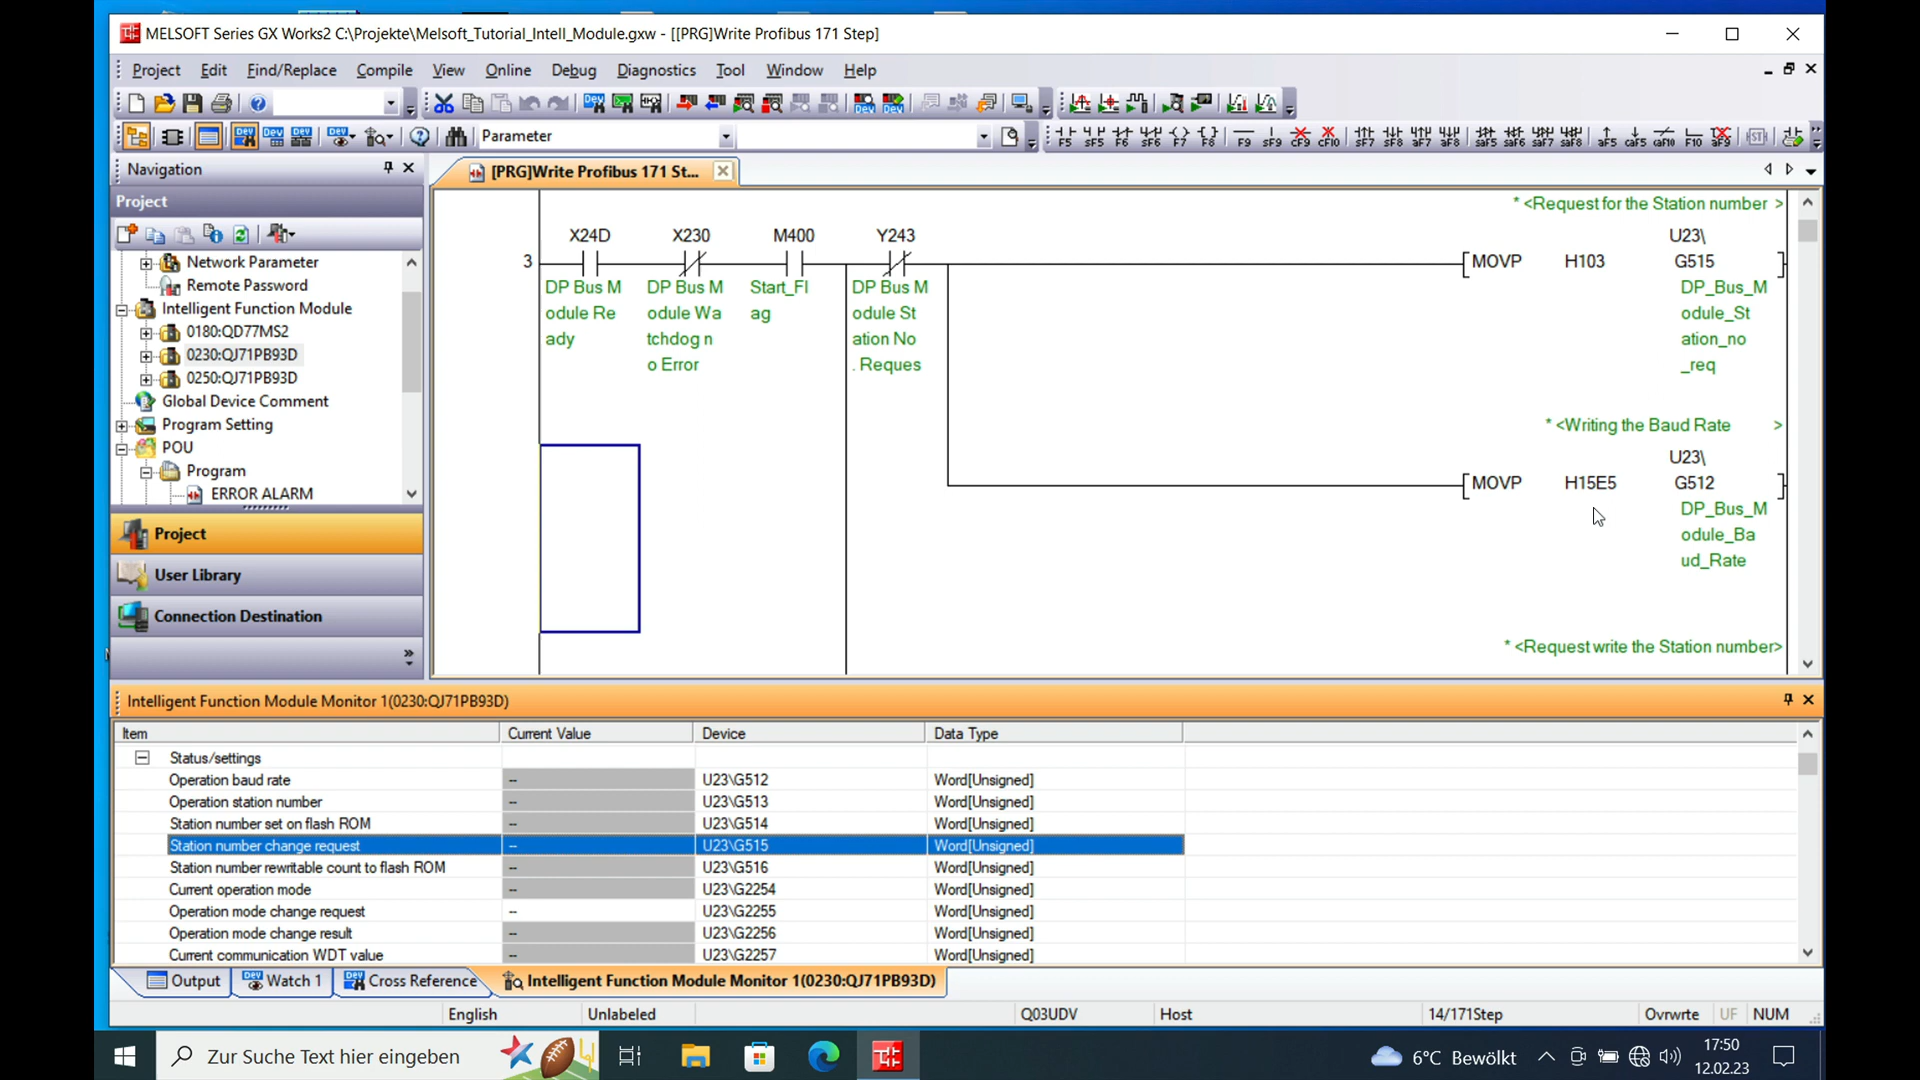 MELSOFT Series GX Works2 C:\Projekte\Melsoft_Tutorial_Intell_Module.gxw - [[PRG]Write Profibus 171 Step]
Project Edit Find/Replace Compile View Online Debug Diagnostics Tool Window Help
Parameter
Navigation
[PRG]Write Profibus 171 St...
Project
Network Parameter
Remote Password
Intelligent Function Module
0180:QD77MS2
0230:QJ71PB93D
0250:QJ71PB93D
Global Device Comment
Program Setting
POU
Program
ERROR ALARM
Project
User Library
Connection Destination
* <Request for the Station number >
X24D X230 M400 Y243 U23\
3 MOVP H103 G515
DP Bus M DP Bus M Start_Fl DP Bus M DP_Bus_M
odule Re odule Wa ag odule St odule_St
ady tchdog n ation No ation_no
o Error . Reques _req
* <Writing the Baud Rate >
U23\
MOVP H15E5 G512
DP_Bus_M
odule_Ba
ud_Rate
* <Request write the Station number>
Intelligent Function Module Monitor 1(0230:QJ71PB93D)
Item Current Value Device Data Type
Status/settings
Operation baud rate -- U23\G512 Word[Unsigned]
Operation station number -- U23\G513 Word[Unsigned]
Station number set on flash ROM -- U23\G514 Word[Unsigned]
Station number change request -- U23\G515 Word[Unsigned]
Station number rewritable count to flash ROM -- U23\G516 Word[Unsigned]
Current operation mode -- U23\G2254 Word[Unsigned]
Operation mode change request -- U23\G2255 Word[Unsigned]
Operation mode change result -- U23\G2256 Word[Unsigned]
Current communication WDT value -- U23\G2257 Word[Unsigned]
Output Watch 1 Cross Reference Intelligent Function Module Monitor 1(0230:QJ71PB93D)
English Unlabeled Q03UDV Host 14/171Step Ovrwrte UF NUM
Zur Suche Text hier eingeben
6°C Bewölkt
17:50
12.02.23